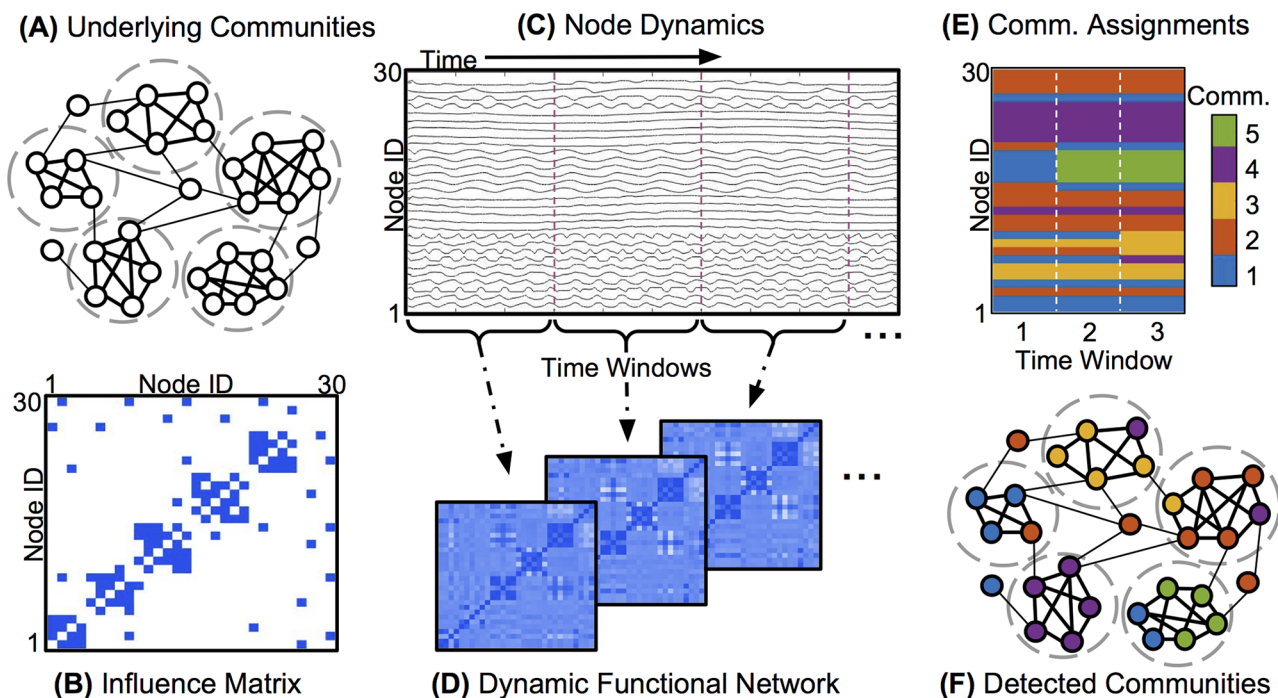 (A) Underlying Communities
(C) Node Dynamics
Time
30
Node ID
1
Time Windows
...
...
(E) Comm. Assignments
30
Node ID
1
1 2 3
Time Window
Comm.
5
4
3
2
1
1 Node ID 30
30
Node ID
1
(B) Influence Matrix
(D) Dynamic Functional Network
(F) Detected Communities